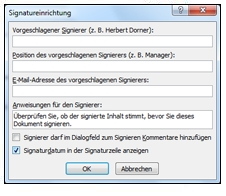 Signatureinrichtung
Vorgeschlagener Signierer (z. B. Herbert Dorner):
Position des vorgeschlagenen Signierers (z. B. Manager):
E-Mail-Adresse des vorgeschlagenen Signierers:
Anweisungen für den Signierer:
Überprüfen Sie, ob der signierte Inhalt stimmt, bevor Sie dieses
Dokument signieren.
Signierer darf im Dialogfeld zum Signieren Kommentare hinzufügen
Signaturdatum in der Signaturzeile anzeigen
OK
Abbrechen